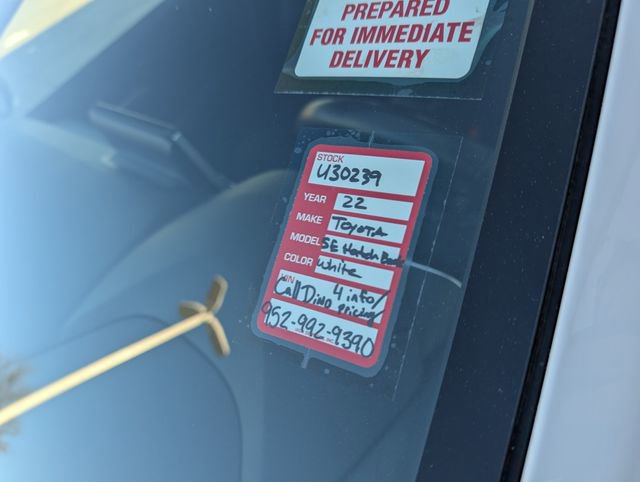 PREPARED
FOR IMMEDIATE
DELIVERY
STOCK
U30239
YEAR 22
MAKE TOYOTA
MODEL SE Hatch Back
COLOR White
VIN
Call Dino 4 info/
pricing
952-992-9390